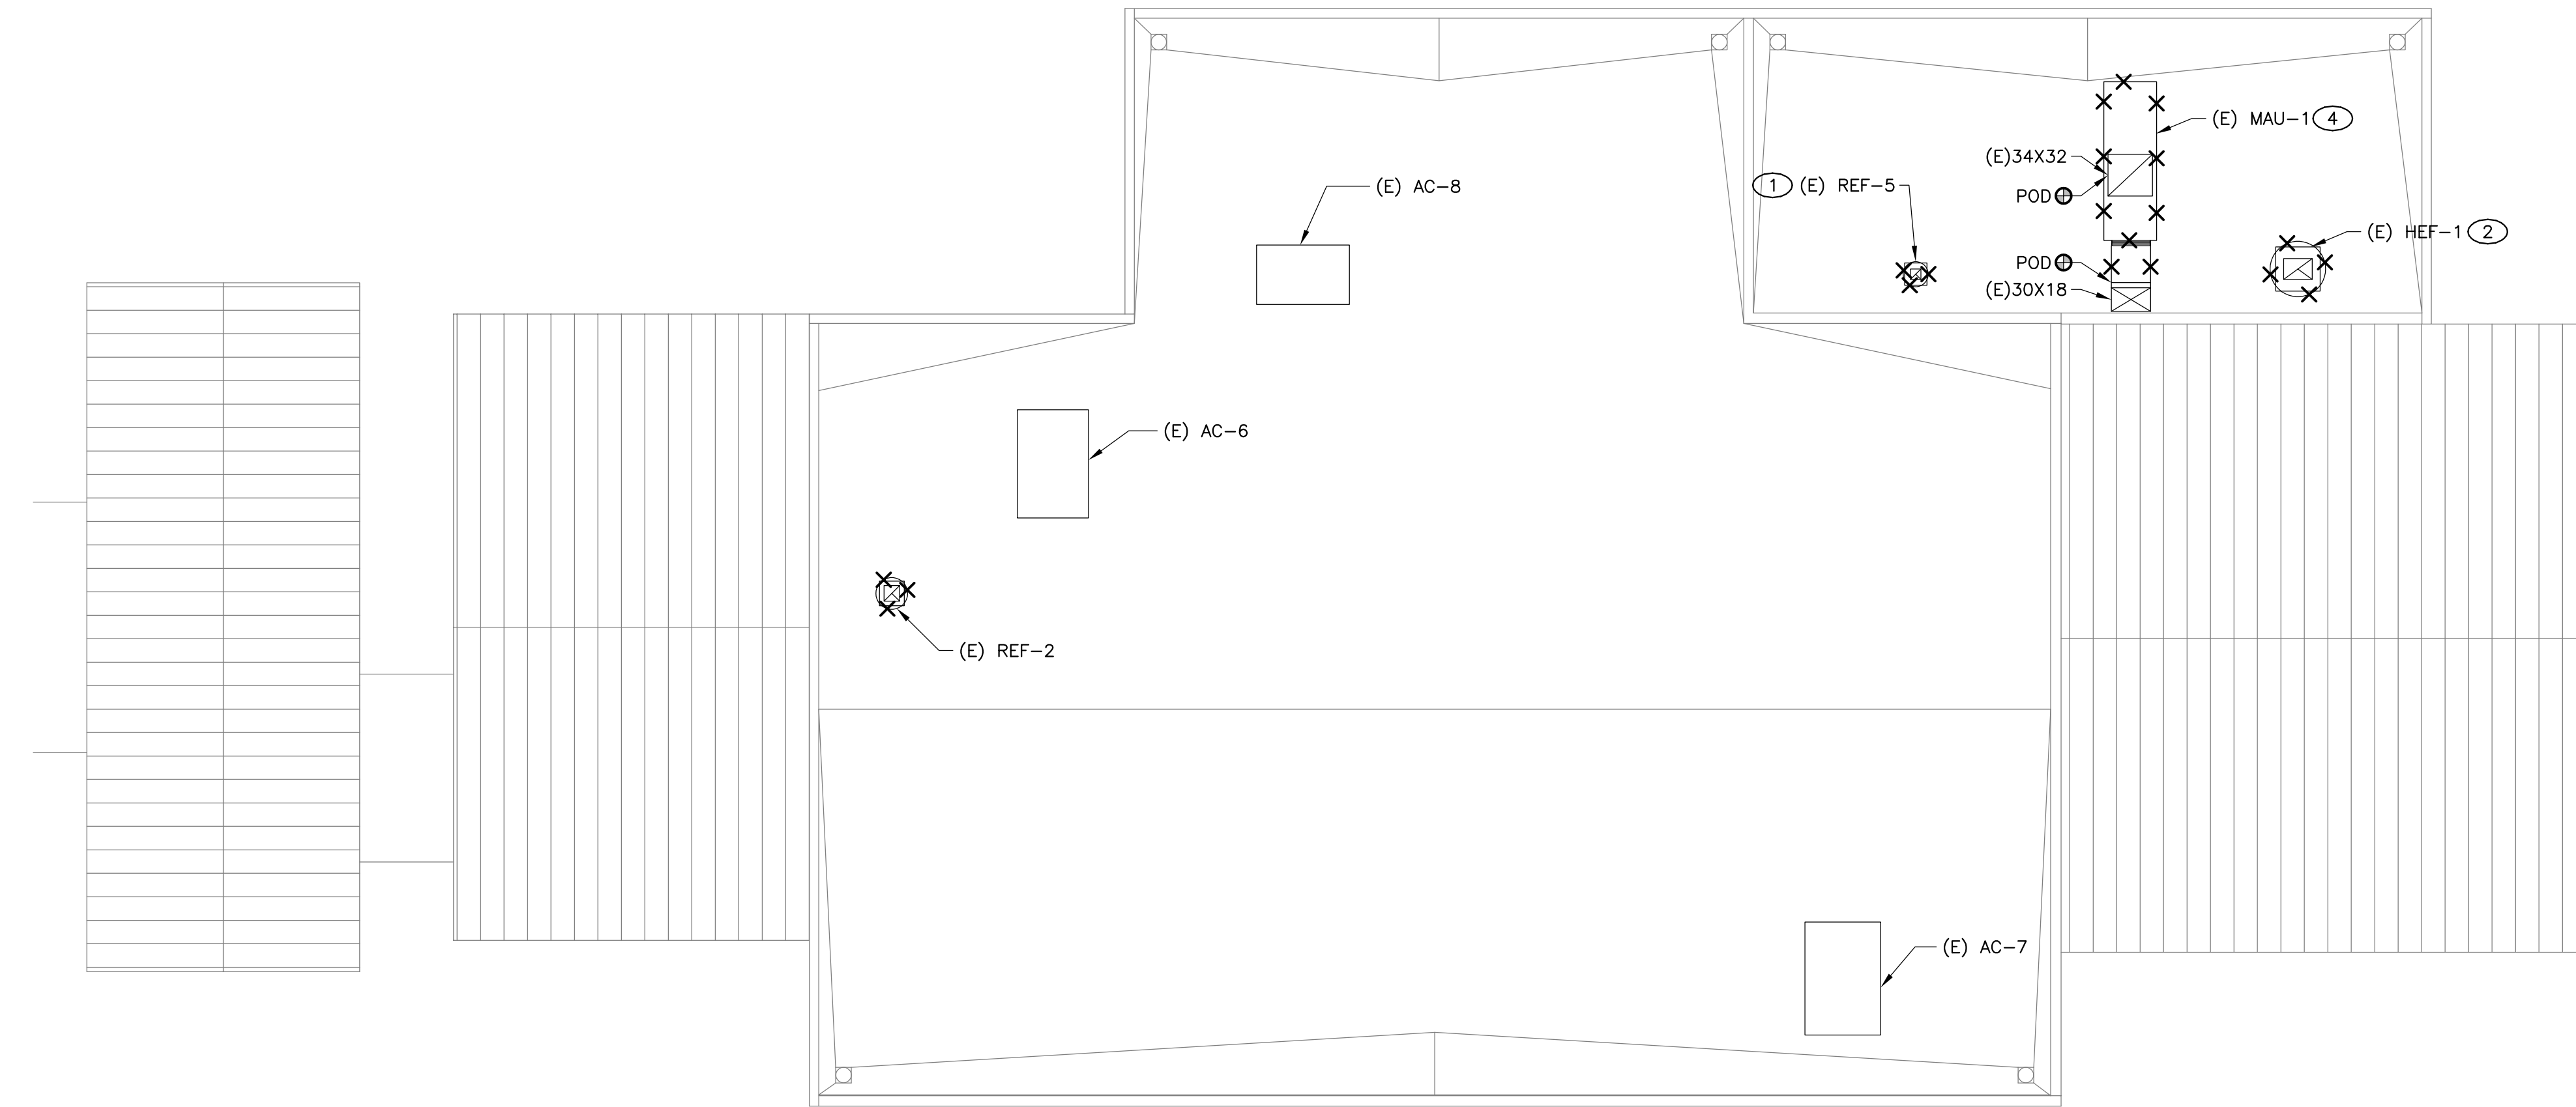 (E) MAU-1 4
(E)34X32
(E) AC-8
1 (E) REF-5
POD
(E) HEF-1 2
POD
(E)30X18
(E) AC-6
(E) REF-2
(E) AC-7